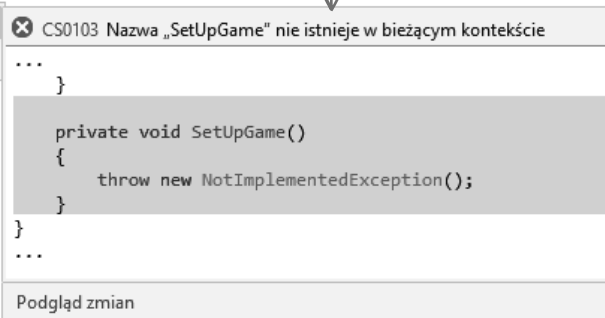 CS0103 Nazwa „SetUpGame” nie istnieje w bieżącym kontekście
...
}
private void SetUpGame()
{
throw new NotImplementedException();
}
}
...
Podgląd zmian